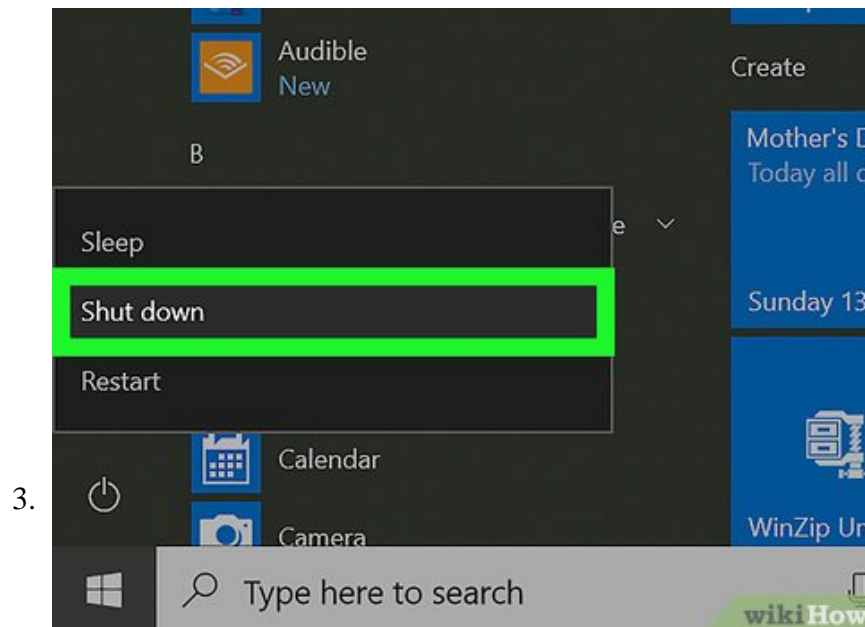 Audible
New
Create
B
Mother's D
Today all d
e
Sleep
Shut down
Sunday 13
Restart
Calendar
3.
Camera
WinZip Un
Type here to search
wikiHow